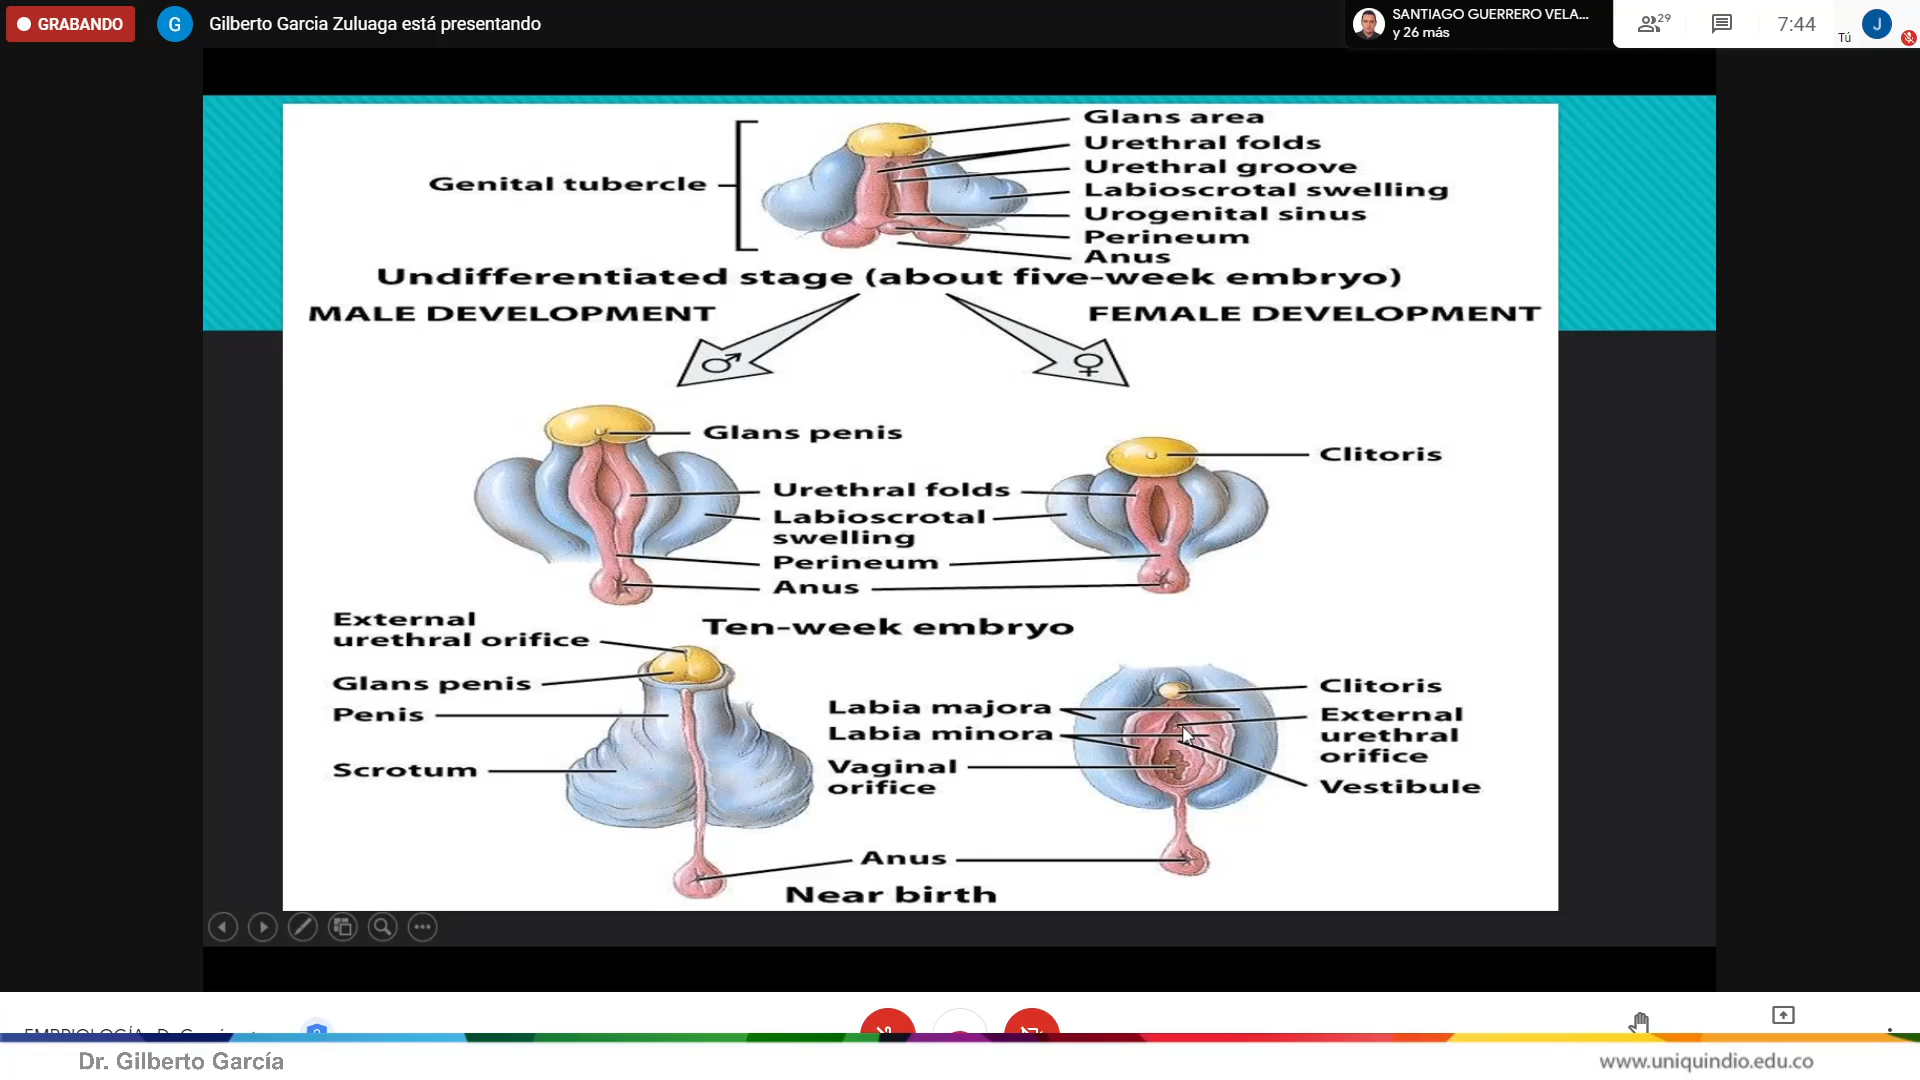 GRABANDO
G
Gilberto Garcia Zuluaga está presentando
SANTIAGO GUERRERO VELA...
y 26 más
29
7:44
Tú
J
Glans area
Urethral folds
Urethral groove
Genital tubercle
Labioscrotal swelling
Urogenital sinus
Perineum
Anus
Undifferentiated stage (about five-week embryo)
MALE DEVELOPMENT
FEMALE DEVELOPMENT
Glans penis
Clitoris
Urethral folds
Labioscrotal
swelling
Perineum
Anus
Ten-week embryo
External
urethral orifice
Glans penis
Penis
Scrotum
Labia majora
Labia minora
Vaginal
orifice
Clitoris
External
urethral
orifice
Vestibule
Anus
Near birth
Dr. Gilberto García
www.uniquindio.edu.co